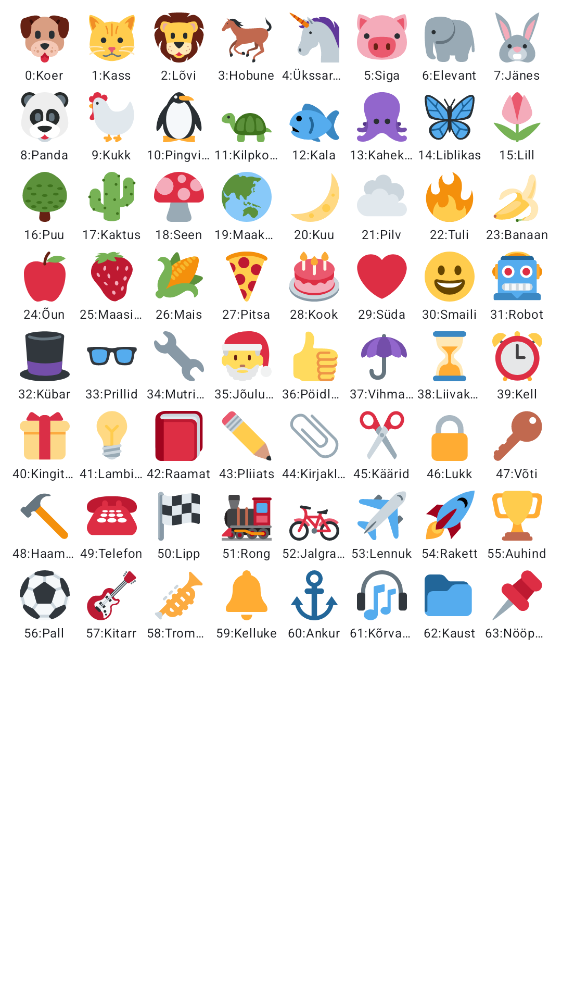 0:Koer 1:Kass 2:Lõvi 3:Hobune 4:Ükssar... 5:Siga 6:Elevant 7:Jänes
8:Panda 9:Kukk 10:Pingvi... 11:Kilpko... 12:Kala 13:Kahek... 14:Liblikas 15:Lill
16:Puu 17:Kaktus 18:Seen 19:Maak... 20:Kuu 21:Pilv 22:Tuli 23:Banaan
24:Õun 25:Maasi... 26:Mais 27:Pitsa 28:Kook 29:Süda 30:Smaili 31:Robot
32:Kübar 33:Prillid 34:Mutri... 35:Jõulu... 36:Pöidl... 37:Vihma... 38:Liivak... 39:Kell
40:Kingit... 41:Lambi... 42:Raamat 43:Pliiats 44:Kirjakl... 45:Käärid 46:Lukk 47:Võti
48:Haam... 49:Telefon 50:Lipp 51:Rong 52:Jalgra... 53:Lennuk 54:Rakett 55:Auhind
56:Pall 57:Kitarr 58:Trom... 59:Kelluke 60:Ankur 61:Kõrva... 62:Kaust 63:Nööp...